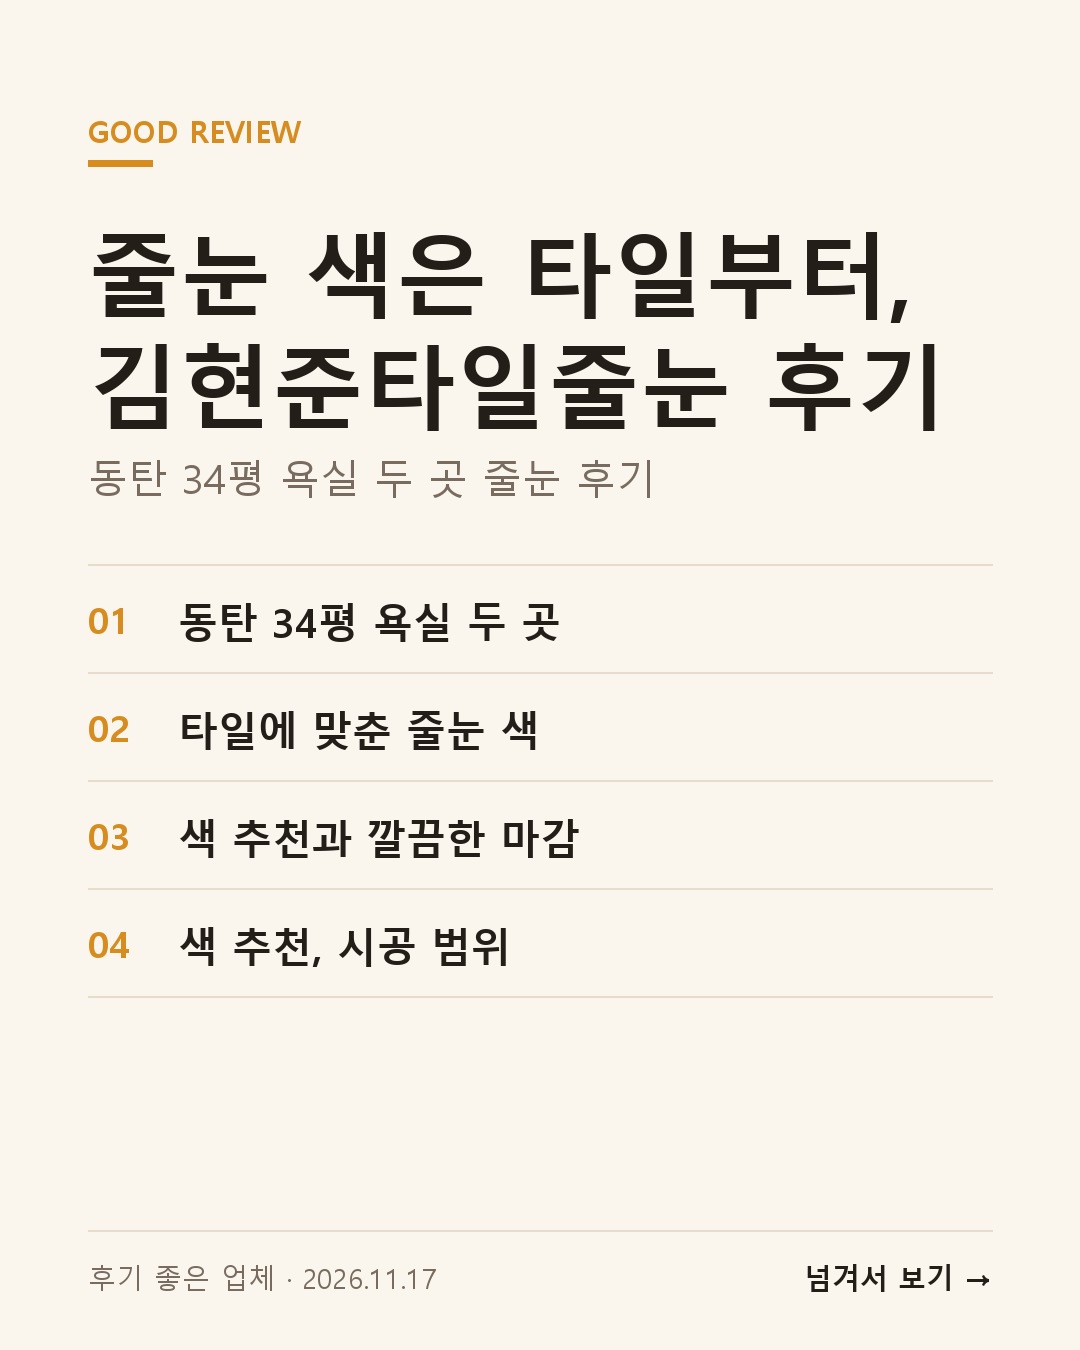 GOOD REVIEW
줄눈 색은 타일부터,
김현준타일줄눈 후기
동탄 34평 욕실 두 곳 줄눈 후기
01 동탄 34평 욕실 두 곳
02 타일에 맞춘 줄눈 색
03 색 추천과 깔끔한 마감
04 색 추천, 시공 범위
후기 좋은 업체 · 2026.11.17
넘겨서 보기 →